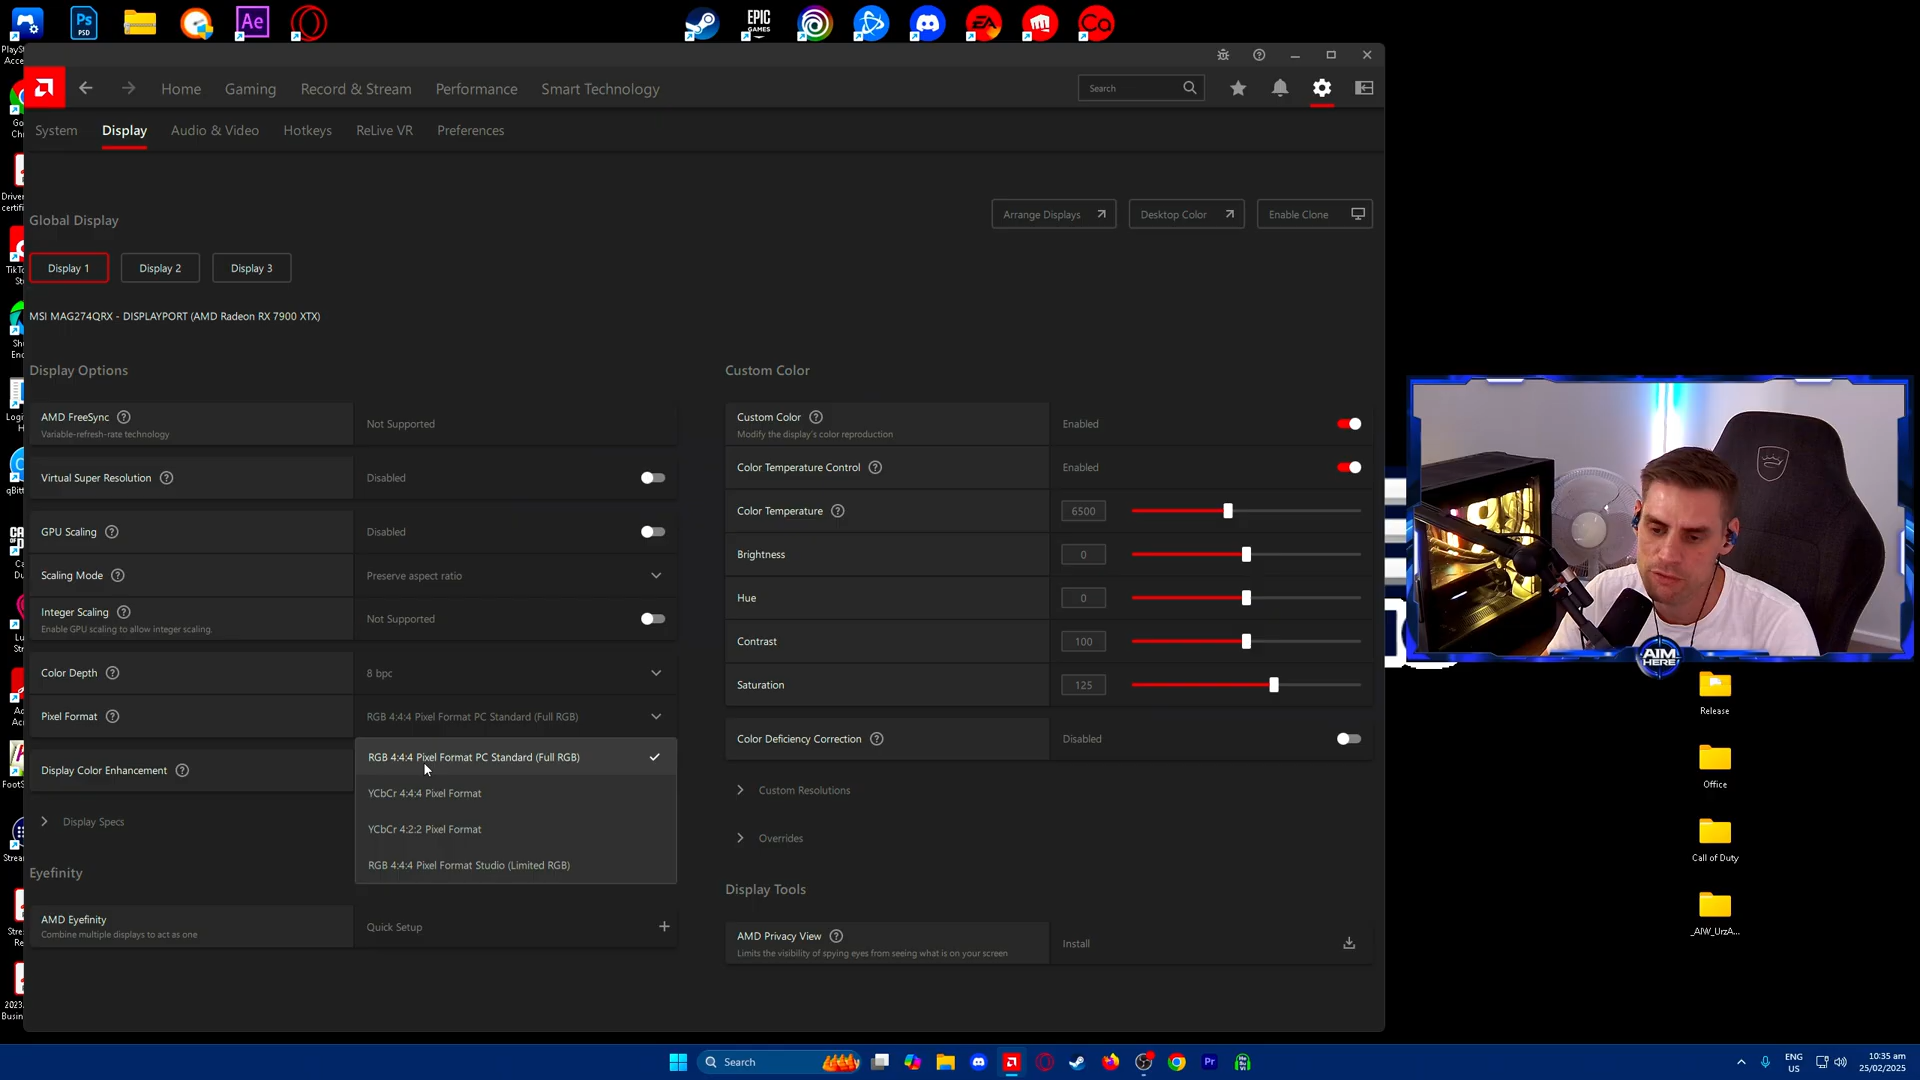 PSD
EPIC
GAMES
Home
Gaming
Record & Stream
Performance
Smart Technology
Search
System
Display
Audio & Video
Hotkeys
ReLive VR
Preferences
Global Display
Arrange Displays
Desktop Color
Enable Clone
Display 1
Display 2
Display 3
MSI MAG274QRX - DISPLAYPORT (AMD Radeon RX 7900 XTX)
Display Options
AMD FreeSync
Variable-refresh-rate technology
Not Supported
Virtual Super Resolution
Disabled
GPU Scaling
Disabled
Scaling Mode
Preserve aspect ratio
Integer Scaling
Enable GPU scaling to allow integer scaling.
Not Supported
Color Depth
8 bpc
Pixel Format
RGB 4:4:4 Pixel Format PC Standard (Full RGB)
RGB 4:4:4 Pixel Format PC Standard (Full RGB)
YCbCr 4:4:4 Pixel Format
YCbCr 4:2:2 Pixel Format
RGB 4:4:4 Pixel Format Studio (Limited RGB)
Display Color Enhancement
Display Specs
Eyefinity
AMD Eyefinity
Combine multiple displays to act as one
Quick Setup
Custom Color
Custom Color
Modify the display's color reproduction
Enabled
Color Temperature Control
Enabled
Color Temperature
6500
Brightness
0
Hue
0
Contrast
100
Saturation
125
Color Deficiency Correction
Disabled
Custom Resolutions
Overrides
Display Tools
AMD Privacy View
Limits the visibility of spying eyes from seeing what is on your screen
Install
AIM
HERE!
Release
Office
Call of Duty
_AIW_UrzA...
Search
ENG
US
10:35 am
25/02/2025